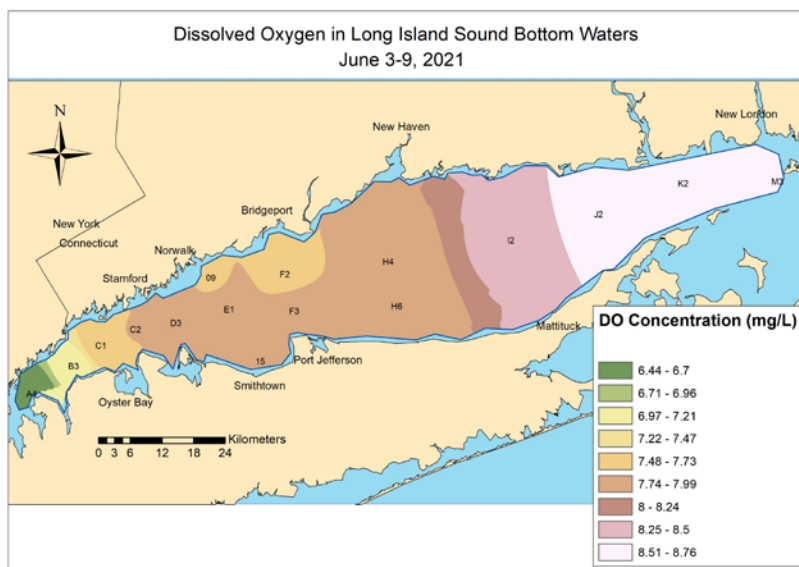 Dissolved Oxygen in Long Island Sound Bottom Waters
June 3-9, 2021
N
New London
New Haven
M3
K2
Bridgeport
J2
New York
Connecticut
I2
Norwalk
H4
Stamford
09
F2
E1
F3
H6
C2
D3
Mattituck
C1
15
Port Jefferson
B3
Smithtown
A4
Oyster Bay
Kilometers
0 3 6 12 18 24
DO Concentration (mg/L)
6.44 - 6.7
6.71 - 6.96
6.97 - 7.21
7.22 - 7.47
7.48 - 7.73
7.74 - 7.99
8 - 8.24
8.25 - 8.5
8.51 - 8.76